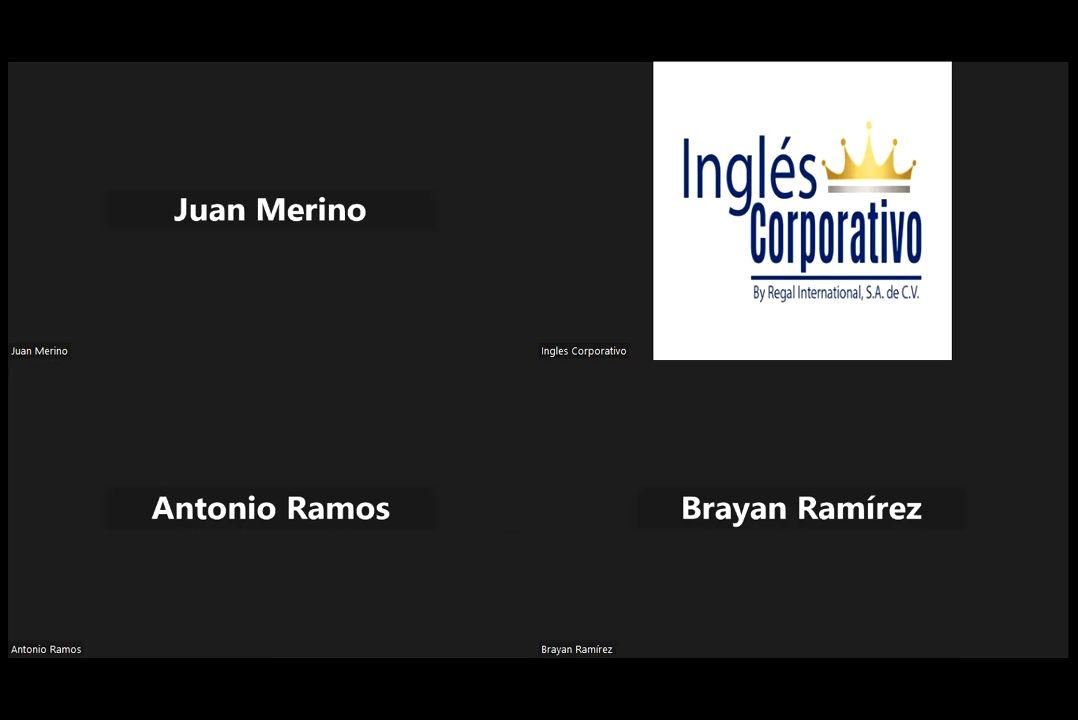 Juan Merino
Inglés
Corporativo
By Regal International, S.A. de C.V.
Juan Merino
Ingles Corporativo
Antonio Ramos
Brayan Ramírez
Antonio Ramos
Brayan Ramírez